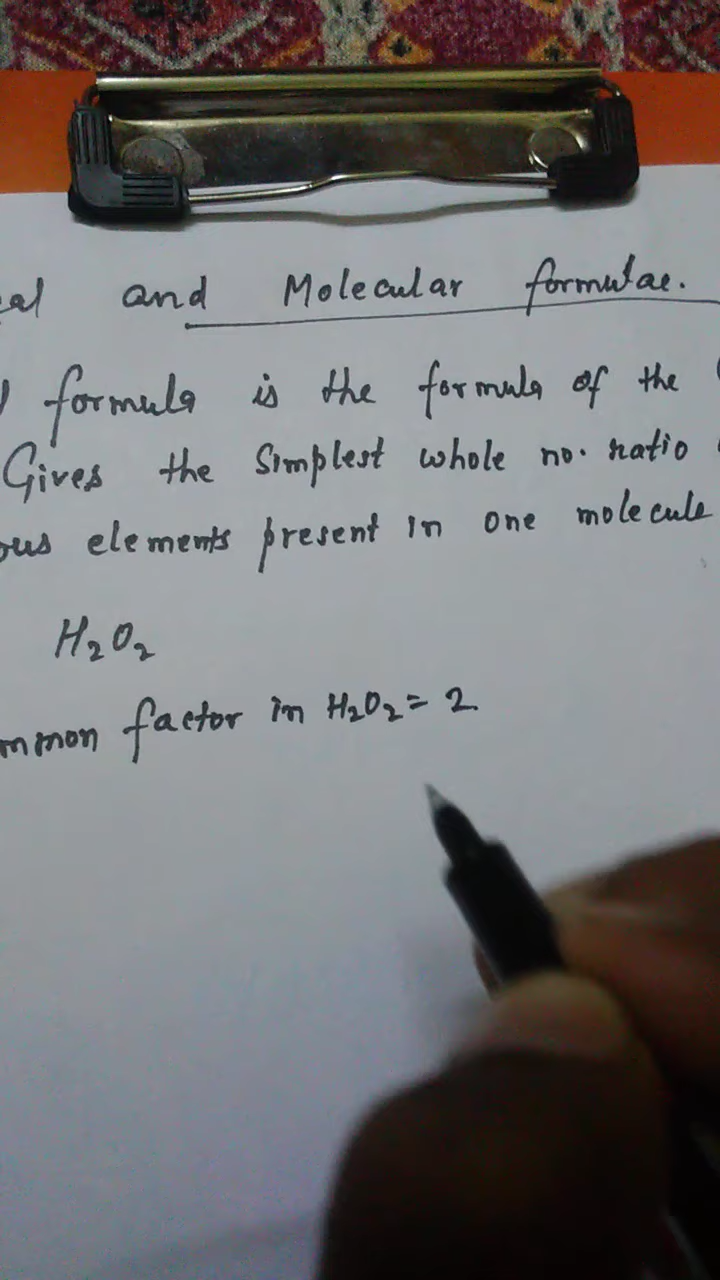 and Molecular formulae.
formula is the formula of the
Gives the simplest whole no. ratio
elements present in one molecule
H₂O₂
factor in H₂O₂ = 2